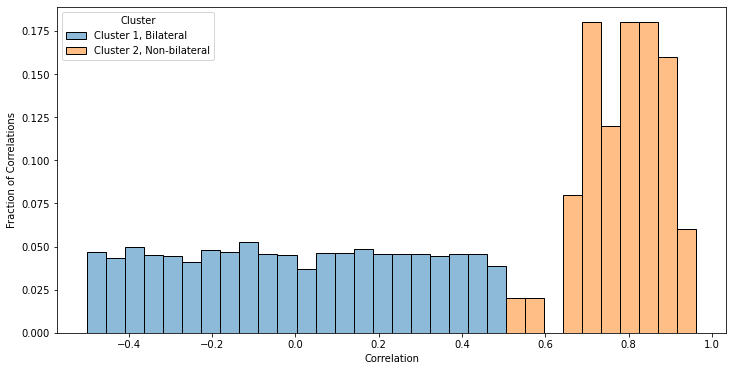 Cluster
Cluster 1, Bilateral
Cluster 2, Non-bilateral
0.175
0.150
0.125
0.100
0.075
0.050
0.025
0.000
Fraction of Correlations
−0.4 −0.2 0.0 0.2 0.4 0.6 0.8 1.0
Correlation